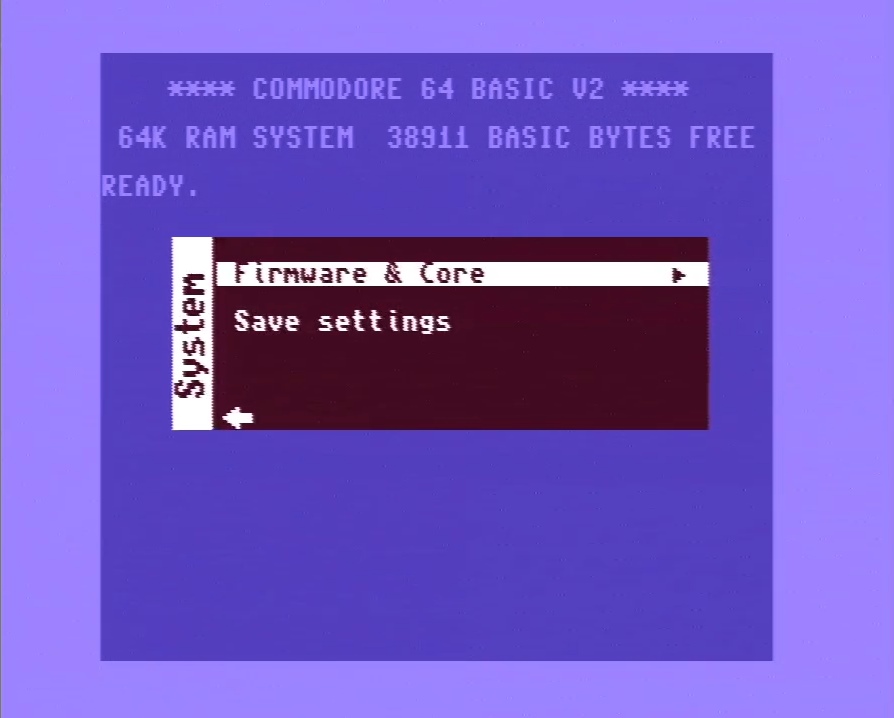 **** COMMODORE 64 BASIC V2 ****
64K RAM SYSTEM  38911 BASIC BYTES FREE
READY.
System
Firmware & Core
Save settings